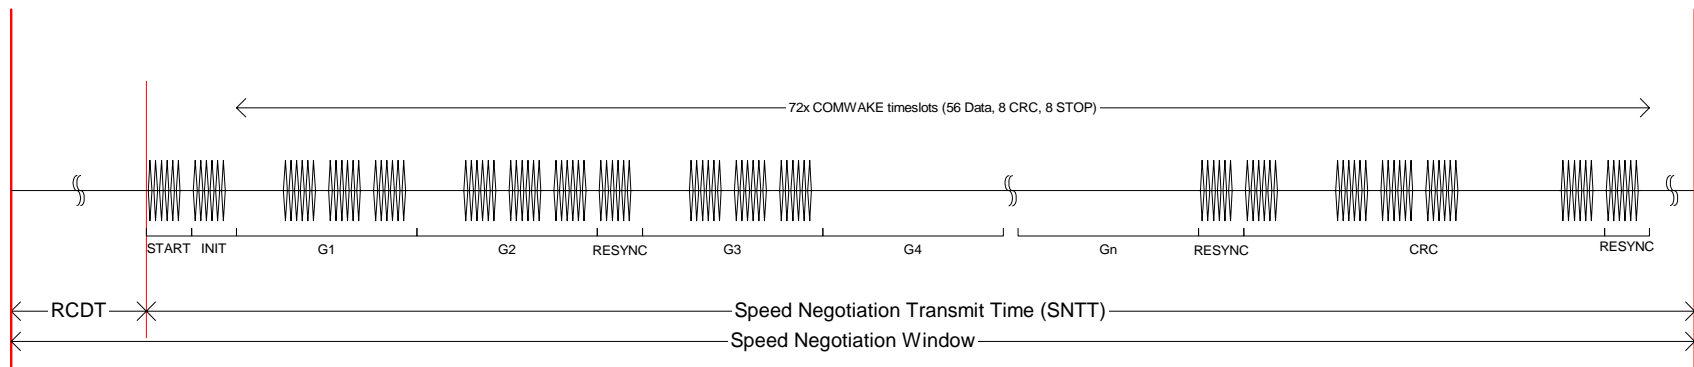 72x COMWAKE timeslots (56 Data, 8 CRC, 8 STOP)
START INIT G1 G2 RESYNC G3 G4 Gn RESYNC CRC RESYNC
RCDT Speed Negotiation Transmit Time (SNTT)
Speed Negotiation Window